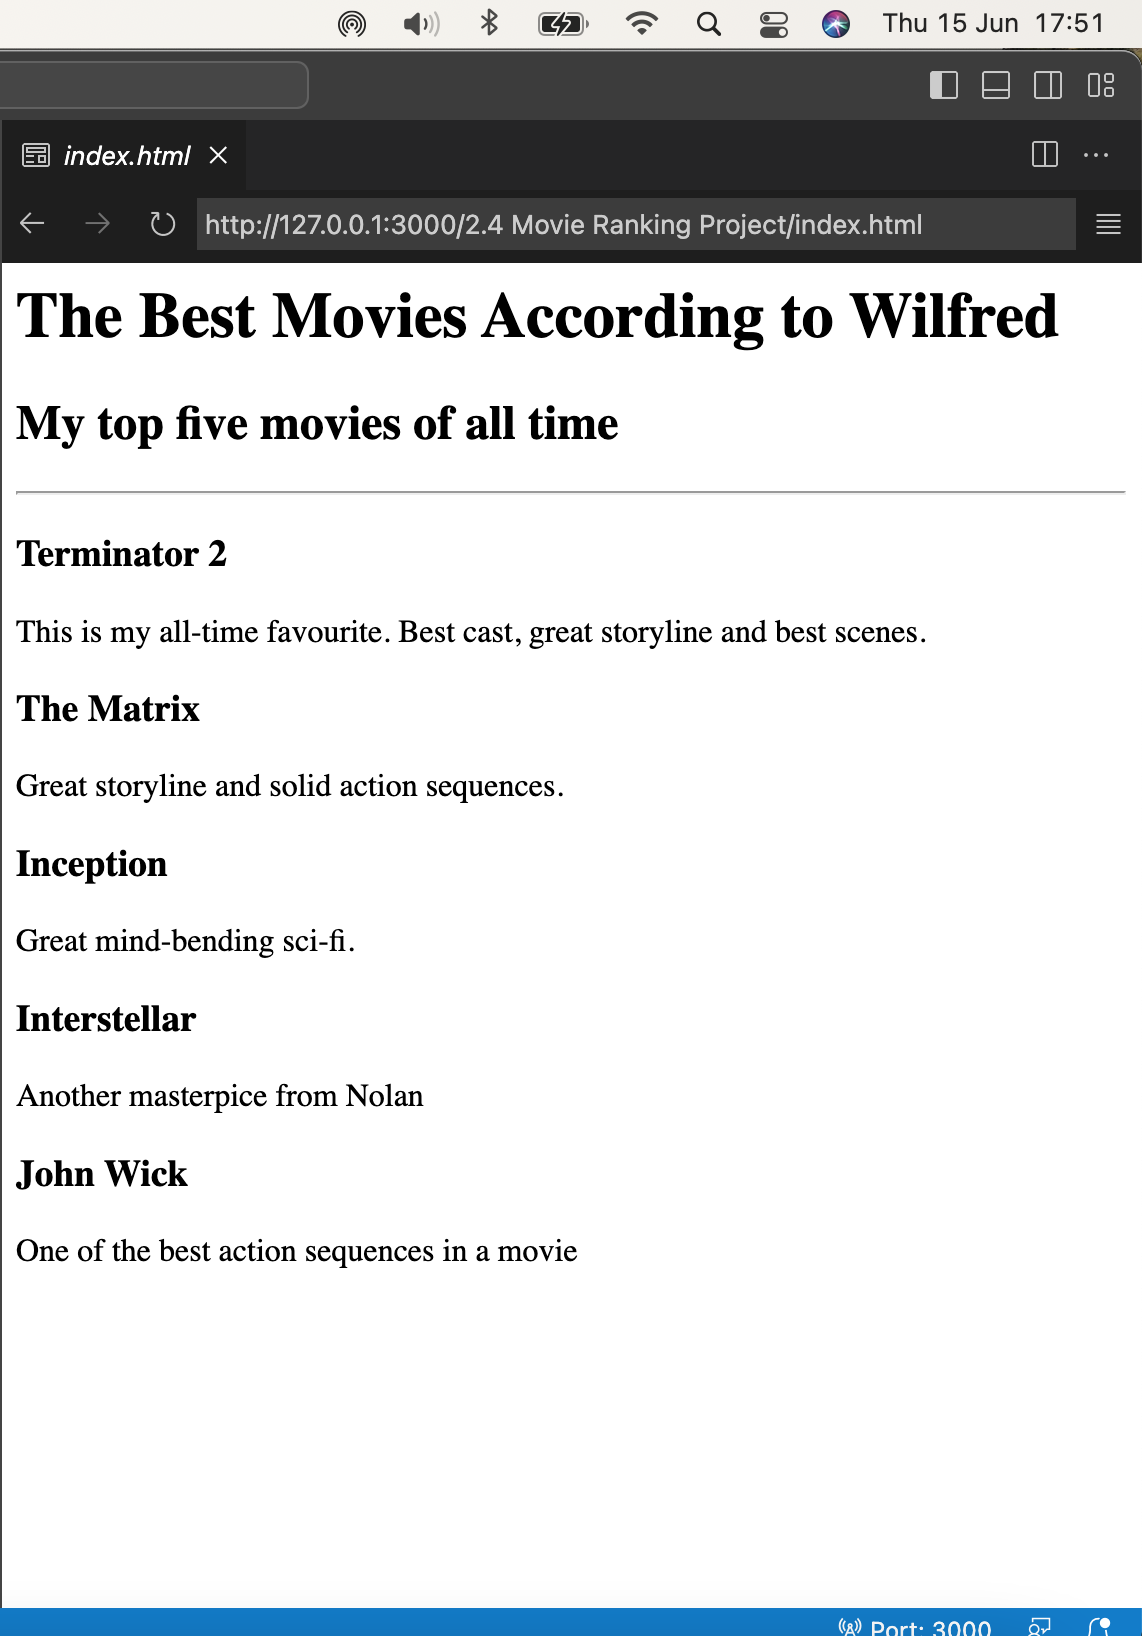 Thu 15 Jun 17:51
index.html
http://127.0.0.1:3000/2.4 Movie Ranking Project/index.html
The Best Movies According to Wilfred
My top five movies of all time
Terminator 2
This is my all-time favourite. Best cast, great storyline and best scenes.
The Matrix
Great storyline and solid action sequences.
Inception
Great mind-bending sci-fi.
Interstellar
Another masterpice from Nolan
John Wick
One of the best action sequences in a movie
Port: 3000